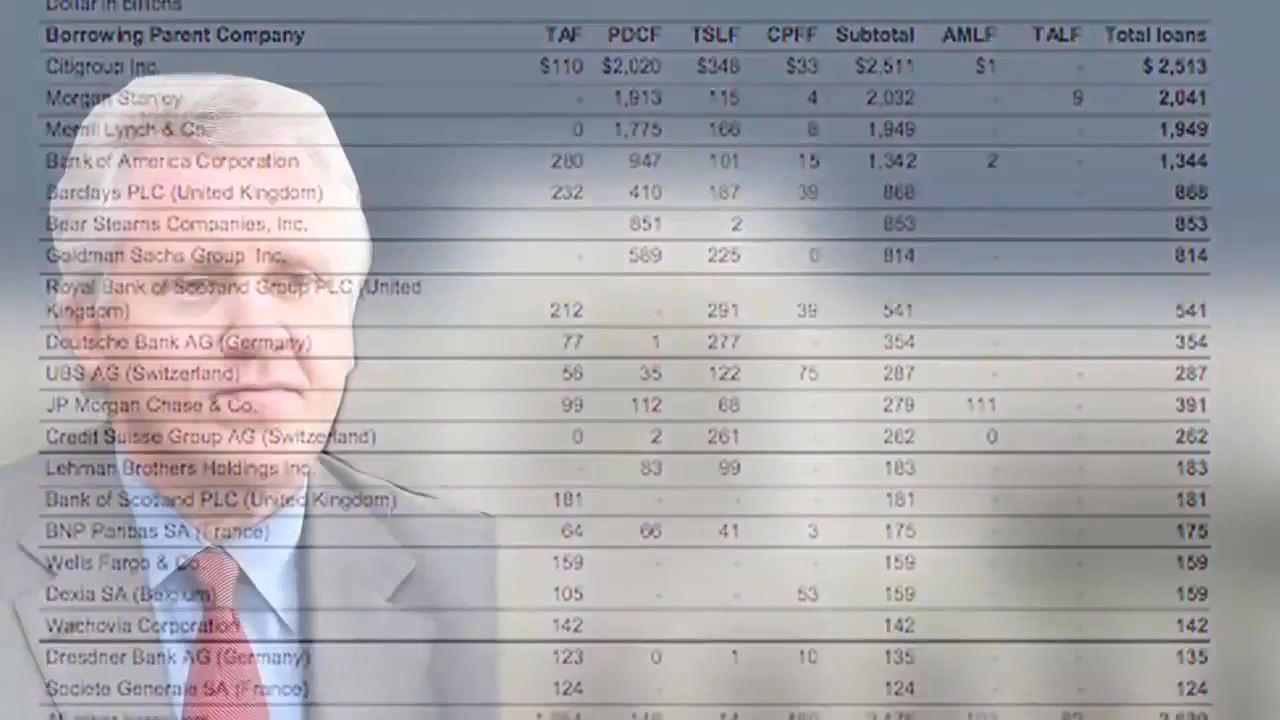 Dollar in billions
Borrowing Parent Company TAF PDCF TSLF CPFF Subtotal AMLF TALF Total loans
Citigroup Inc. $110 $2,020 $348 $33 $2,511 $1 - $ 2,513
Morgan Stanley - 1,913 115 4 2,032 - 9 2,041
Merrill Lynch & Co. 0 1,775 166 8 1,949 - - 1,949
Bank of America Corporation 280 947 101 15 1,342 2 - 1,344
Barclays PLC (United Kingdom) 232 410 187 39 868 - - 868
Bear Stearns Companies, Inc. - 851 2 - 853 - - 853
Goldman Sachs Group Inc. - 589 225 0 814 - - 814
Royal Bank of Scotland Group PLC (United
Kingdom) 212 - 291 39 541 - - 541
Deutsche Bank AG (Germany) 77 1 277 - 354 - - 354
UBS AG (Switzerland) 56 35 122 75 287 - - 287
JP Morgan Chase & Co. 99 112 68 - 279 111 - 391
Credit Suisse Group AG (Switzerland) 0 2 261 - 262 0 - 262
Lehman Brothers Holdings Inc. - 83 99 - 183 - - 183
Bank of Scotland PLC (United Kingdom) 181 - - - 181 - - 181
BNP Paribas SA (France) 64 66 41 3 175 - - 175
Wells Fargo & Co. 159 - - - 159 - - 159
Dexia SA (Belgium) 105 - - 53 159 - - 159
Wachovia Corporation 142 - - - 142 - - 142
Dresdner Bank AG (Germany) 123 0 1 10 135 - - 135
Societe Generale SA (France) 124 - - - 124 - - 124